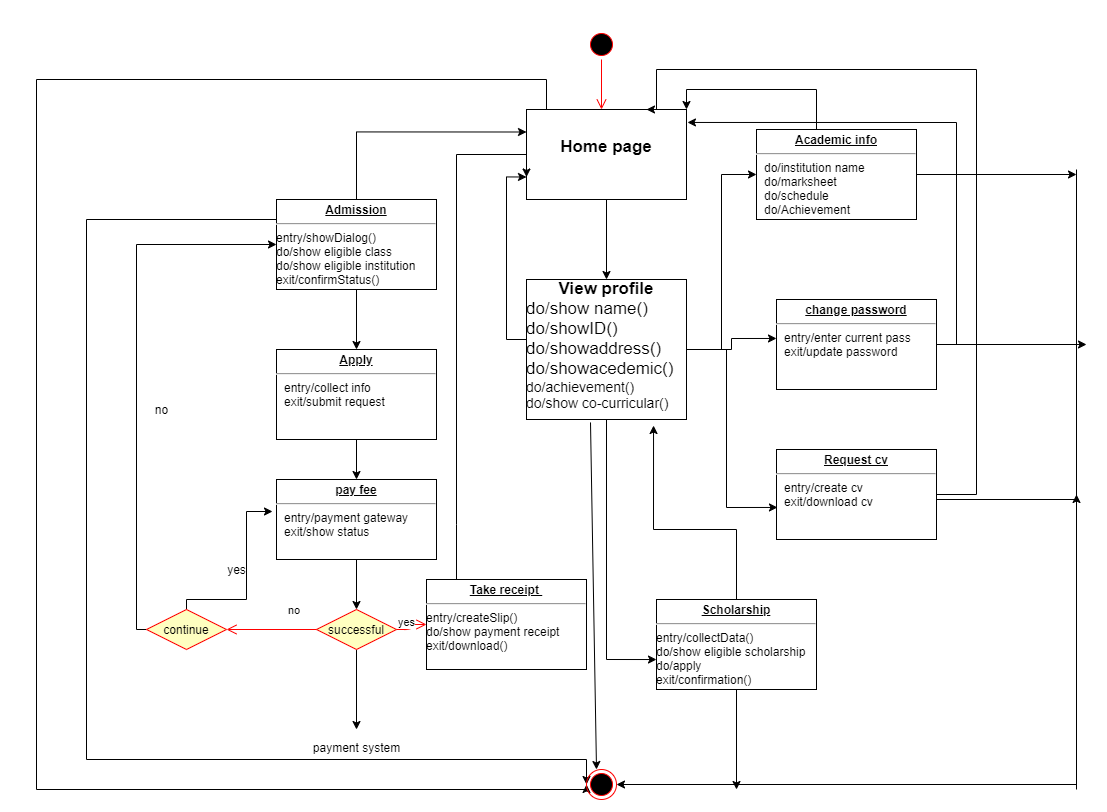 Home page
Academic info
do/institution name
do/marksheet
do/schedule
do/Achievement
Admission
entry/showDialog()
do/show eligible class
do/show eligible institution
exit/confirmStatus()
View profile
do/show name()
do/showID()
do/showaddress()
do/showacedemic()
do/achievement()
do/show co-curricular()
change password
entry/enter current pass
exit/update password
Apply
entry/collect info
exit/submit request
no
Request cv
entry/create cv
exit/download cv
pay fee
entry/payment gateway
exit/show status
yes
Take receipt
entry/createSlip()
do/show payment receipt
exit/download()
no
yes
continue
successful
Scholarship
entry/collectData()
do/show eligible scholarship
do/apply
exit/confirmation()
payment system